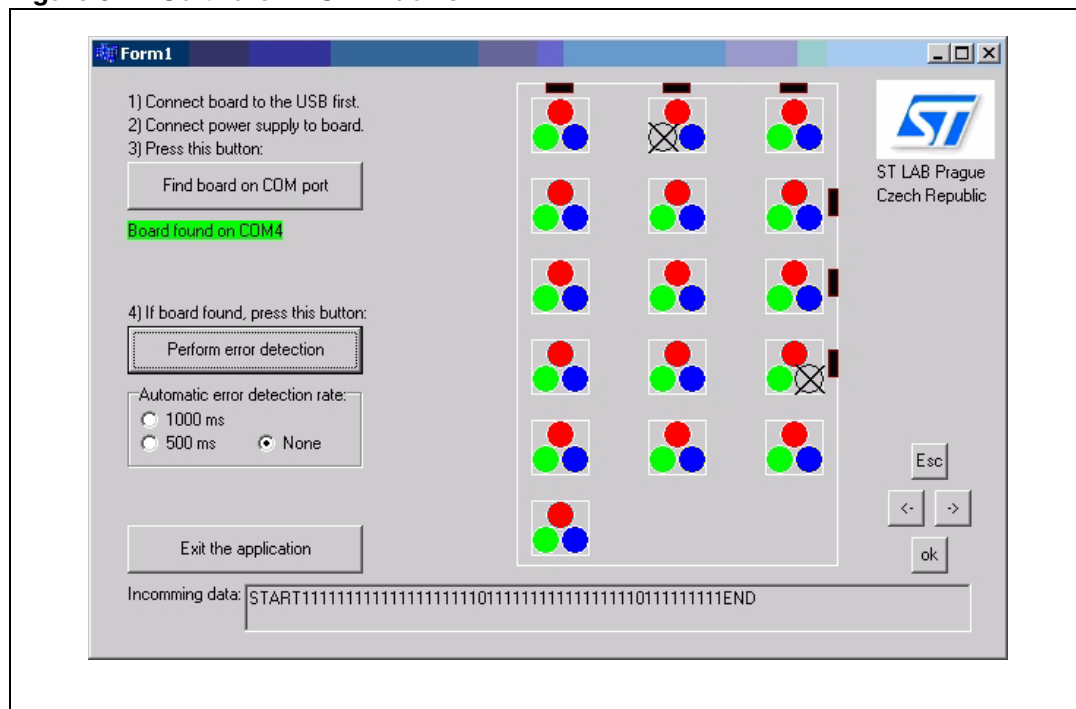 Form1
1) Connect board to the USB first.
2) Connect power supply to board.
3) Press this button:
Find board on COM port
Board found on COM4
4) If board found, press this button:
Perform error detection
Automatic error detection rate:
1000 ms
500 ms
None
Exit the application
Incomming data: START111111111111111111110111111111111111110111111111END
ST
ST LAB Prague
Czech Republic
Esc
<-
->
ok